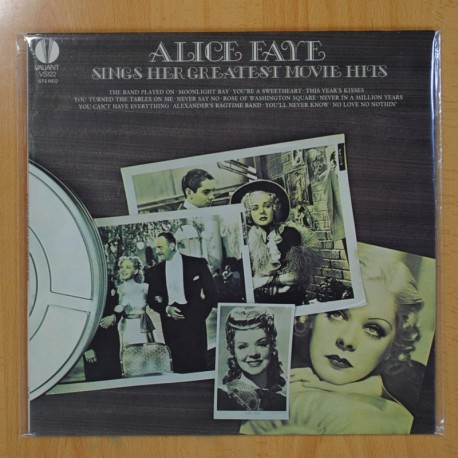 VALIANT
VS122
STEREO
ALICE FAYE
SINGS HER GREATEST MOVIE HITS
THE BAND PLAYED ON · MOONLIGHT BAY · YOU'RE A SWEETHEART · THIS YEAR'S KISSES
YOU TURNED THE TABLES ON ME · NEVER SAY NO · ROSE OF WASHINGTON SQUARE · NEVER IN A MILLION YEARS
YOU CAN'T HAVE EVERYTHING · ALEXANDER'S RAGTIME BAND · YOU'LL NEVER KNOW · NO LOVE NO NOTHIN'